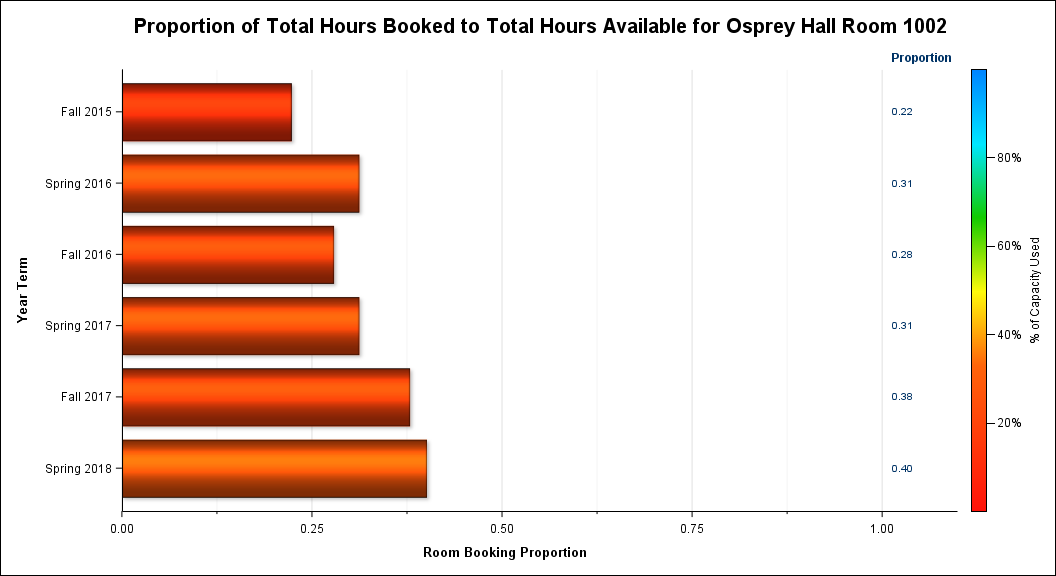 Proportion of Total Hours Booked to Total Hours Available for Osprey Hall Room 1002
Proportion
Fall 2015 0.22
Spring 2016 0.31
Fall 2016 0.28
Spring 2017 0.31
Fall 2017 0.38
Spring 2018 0.40
Year Term
0.00 0.25 0.50 0.75 1.00
Room Booking Proportion
80%
60%
40%
20%
% of Capacity Used